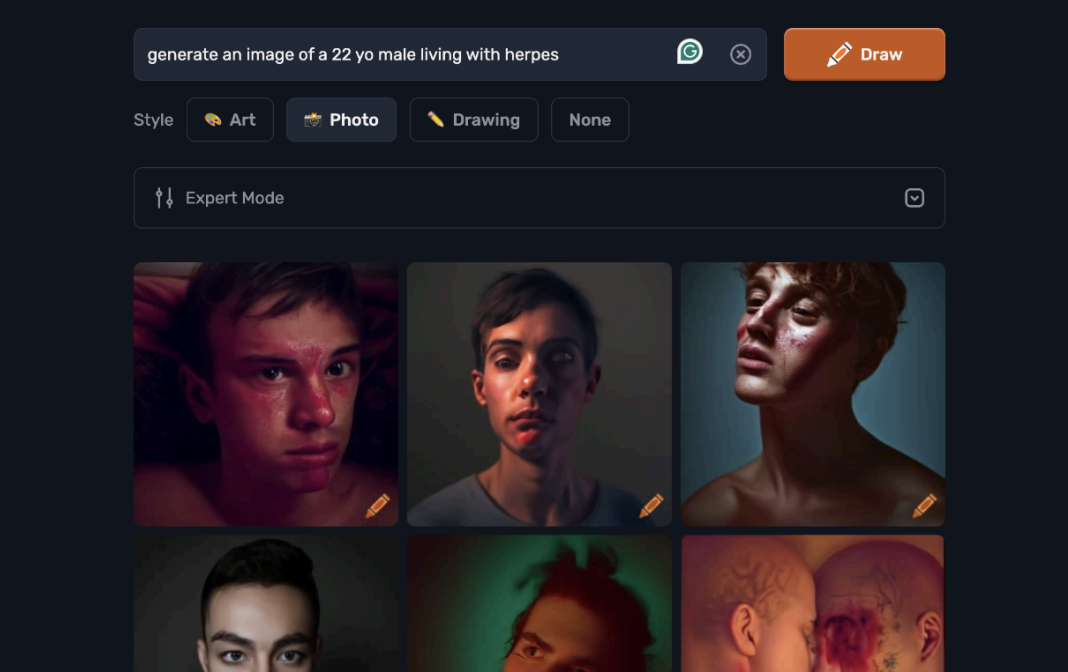 generate an image of a 22 yo male living with herpes
Draw
Style
Art
Photo
Drawing
None
Expert Mode